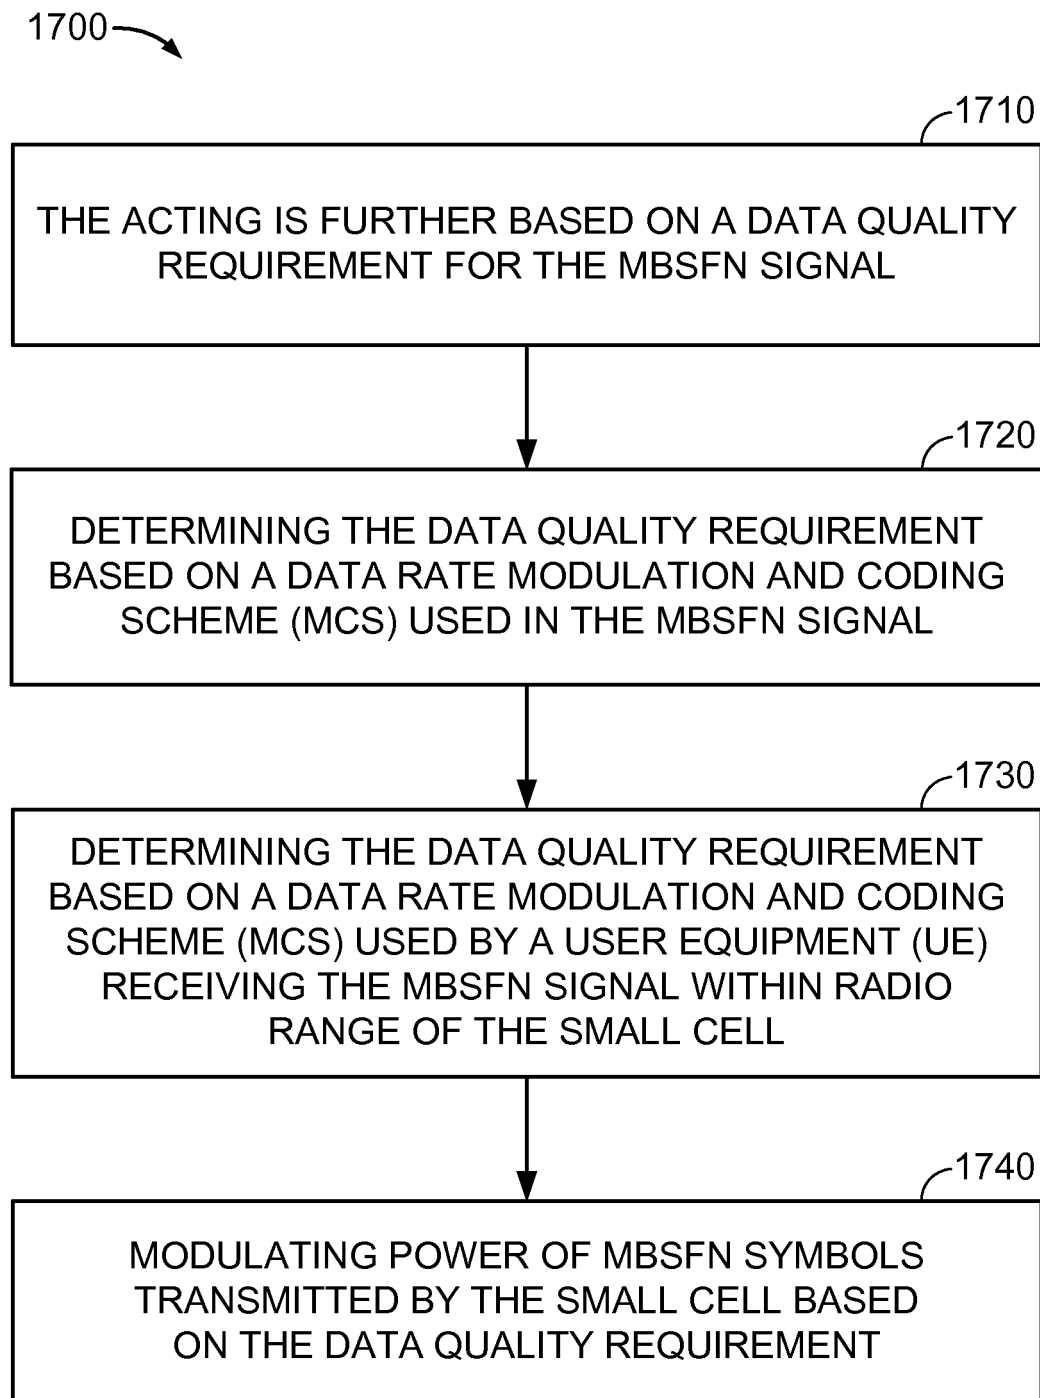 1700
1710
THE ACTING IS FURTHER BASED ON A DATA QUALITY
REQUIREMENT FOR THE MBSFN SIGNAL
1720
DETERMINING THE DATA QUALITY REQUIREMENT
BASED ON A DATA RATE MODULATION AND CODING
SCHEME (MCS) USED IN THE MBSFN SIGNAL
1730
DETERMINING THE DATA QUALITY REQUIREMENT
BASED ON A DATA RATE MODULATION AND CODING
SCHEME (MCS) USED BY A USER EQUIPMENT (UE)
RECEIVING THE MBSFN SIGNAL WITHIN RADIO
RANGE OF THE SMALL CELL
1740
MODULATING POWER OF MBSFN SYMBOLS
TRANSMITTED BY THE SMALL CELL BASED
ON THE DATA QUALITY REQUIREMENT